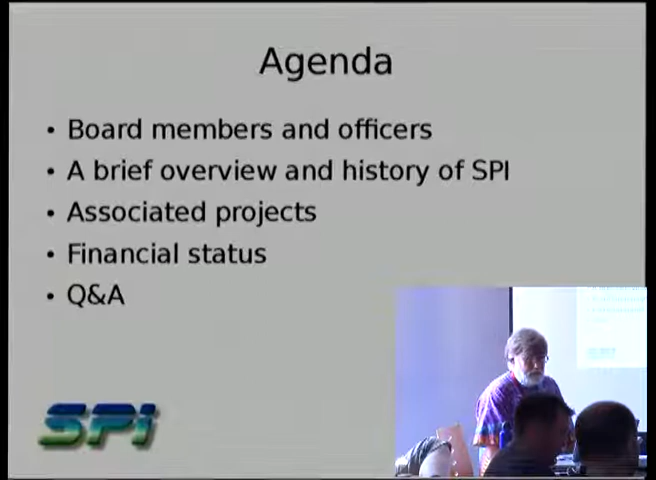 Agenda
• Board members and officers
• A brief overview and history of SPI
• Associated projects
• Financial status
• Q&A
SPI